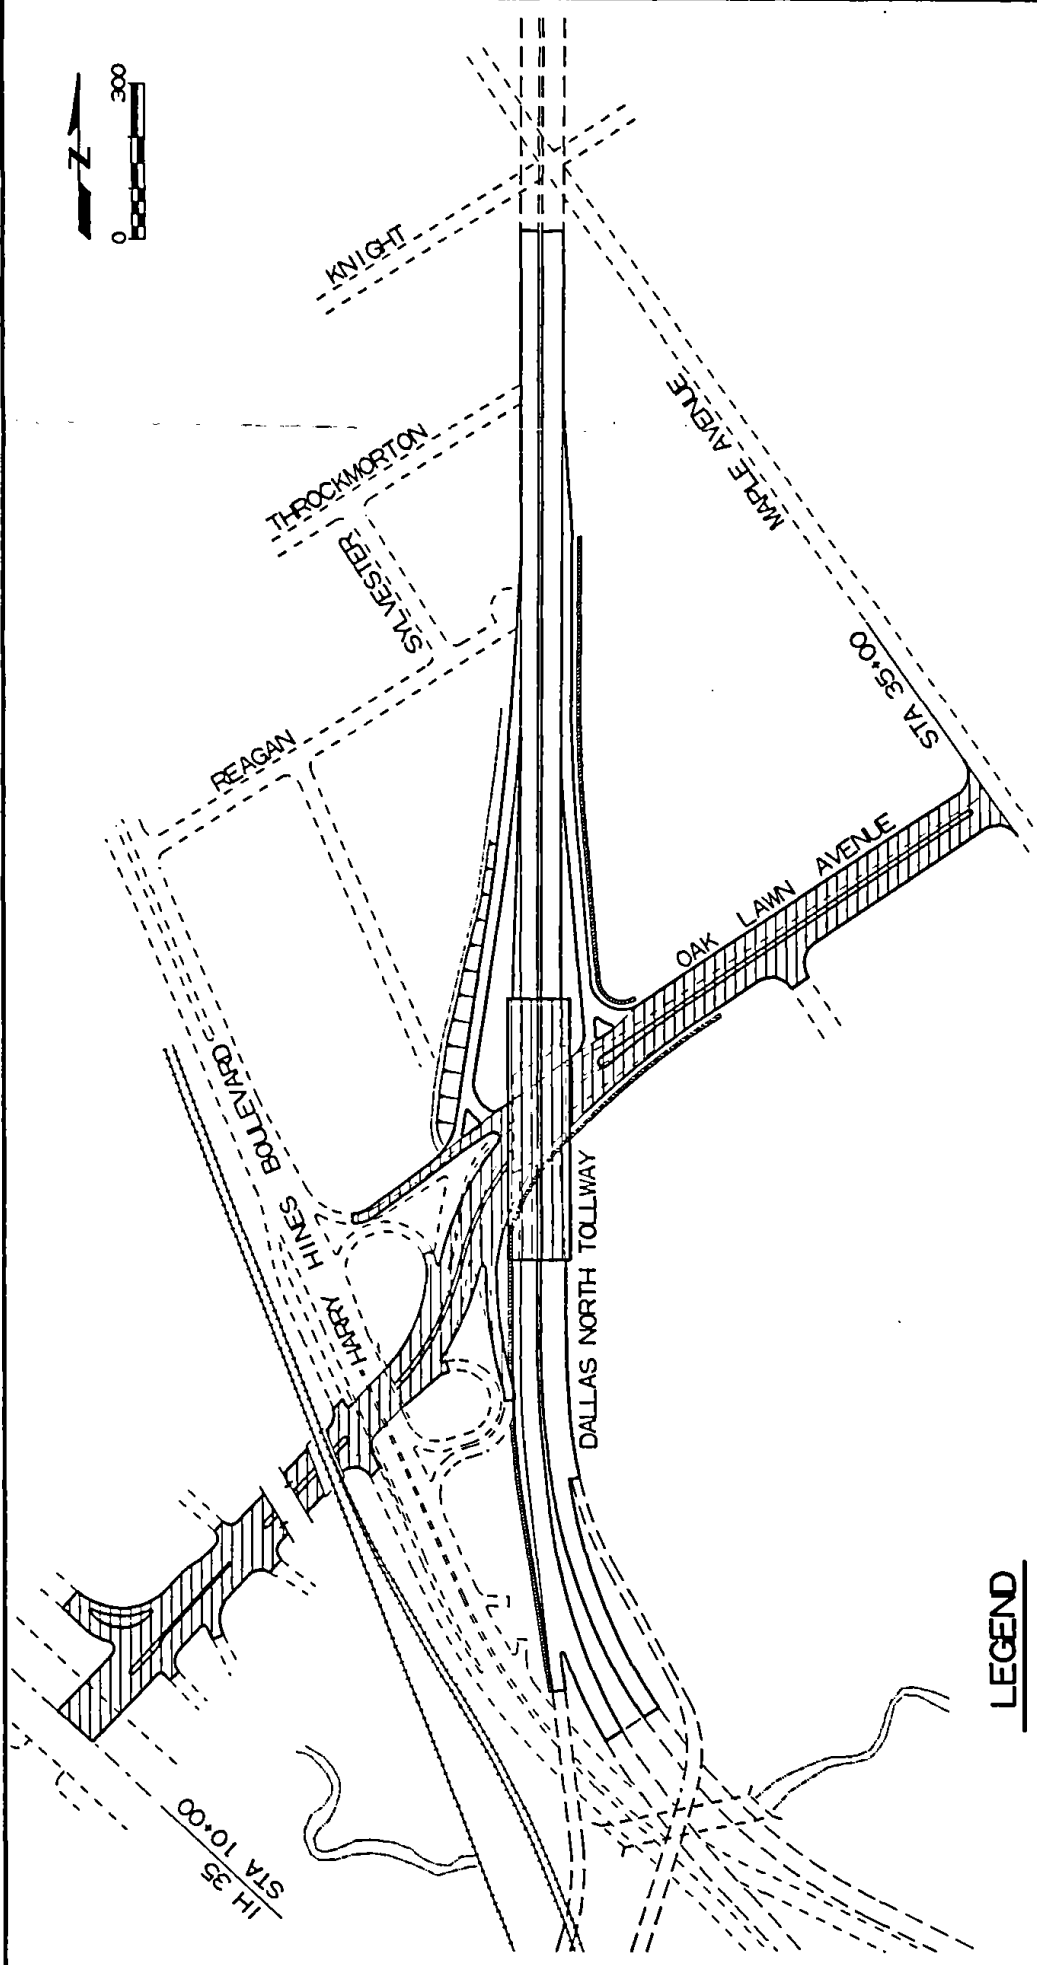 N
0 300
KNIGHT
THROCKMORTON
SYLVESTER
REAGAN
MAPLE AVENUE
STA 35+00
OAK LAWN AVENUE
HARRY HINES BOULEVARD
DALLAS NORTH TOLLWAY
IH 35
STA 10+00
LEGEND